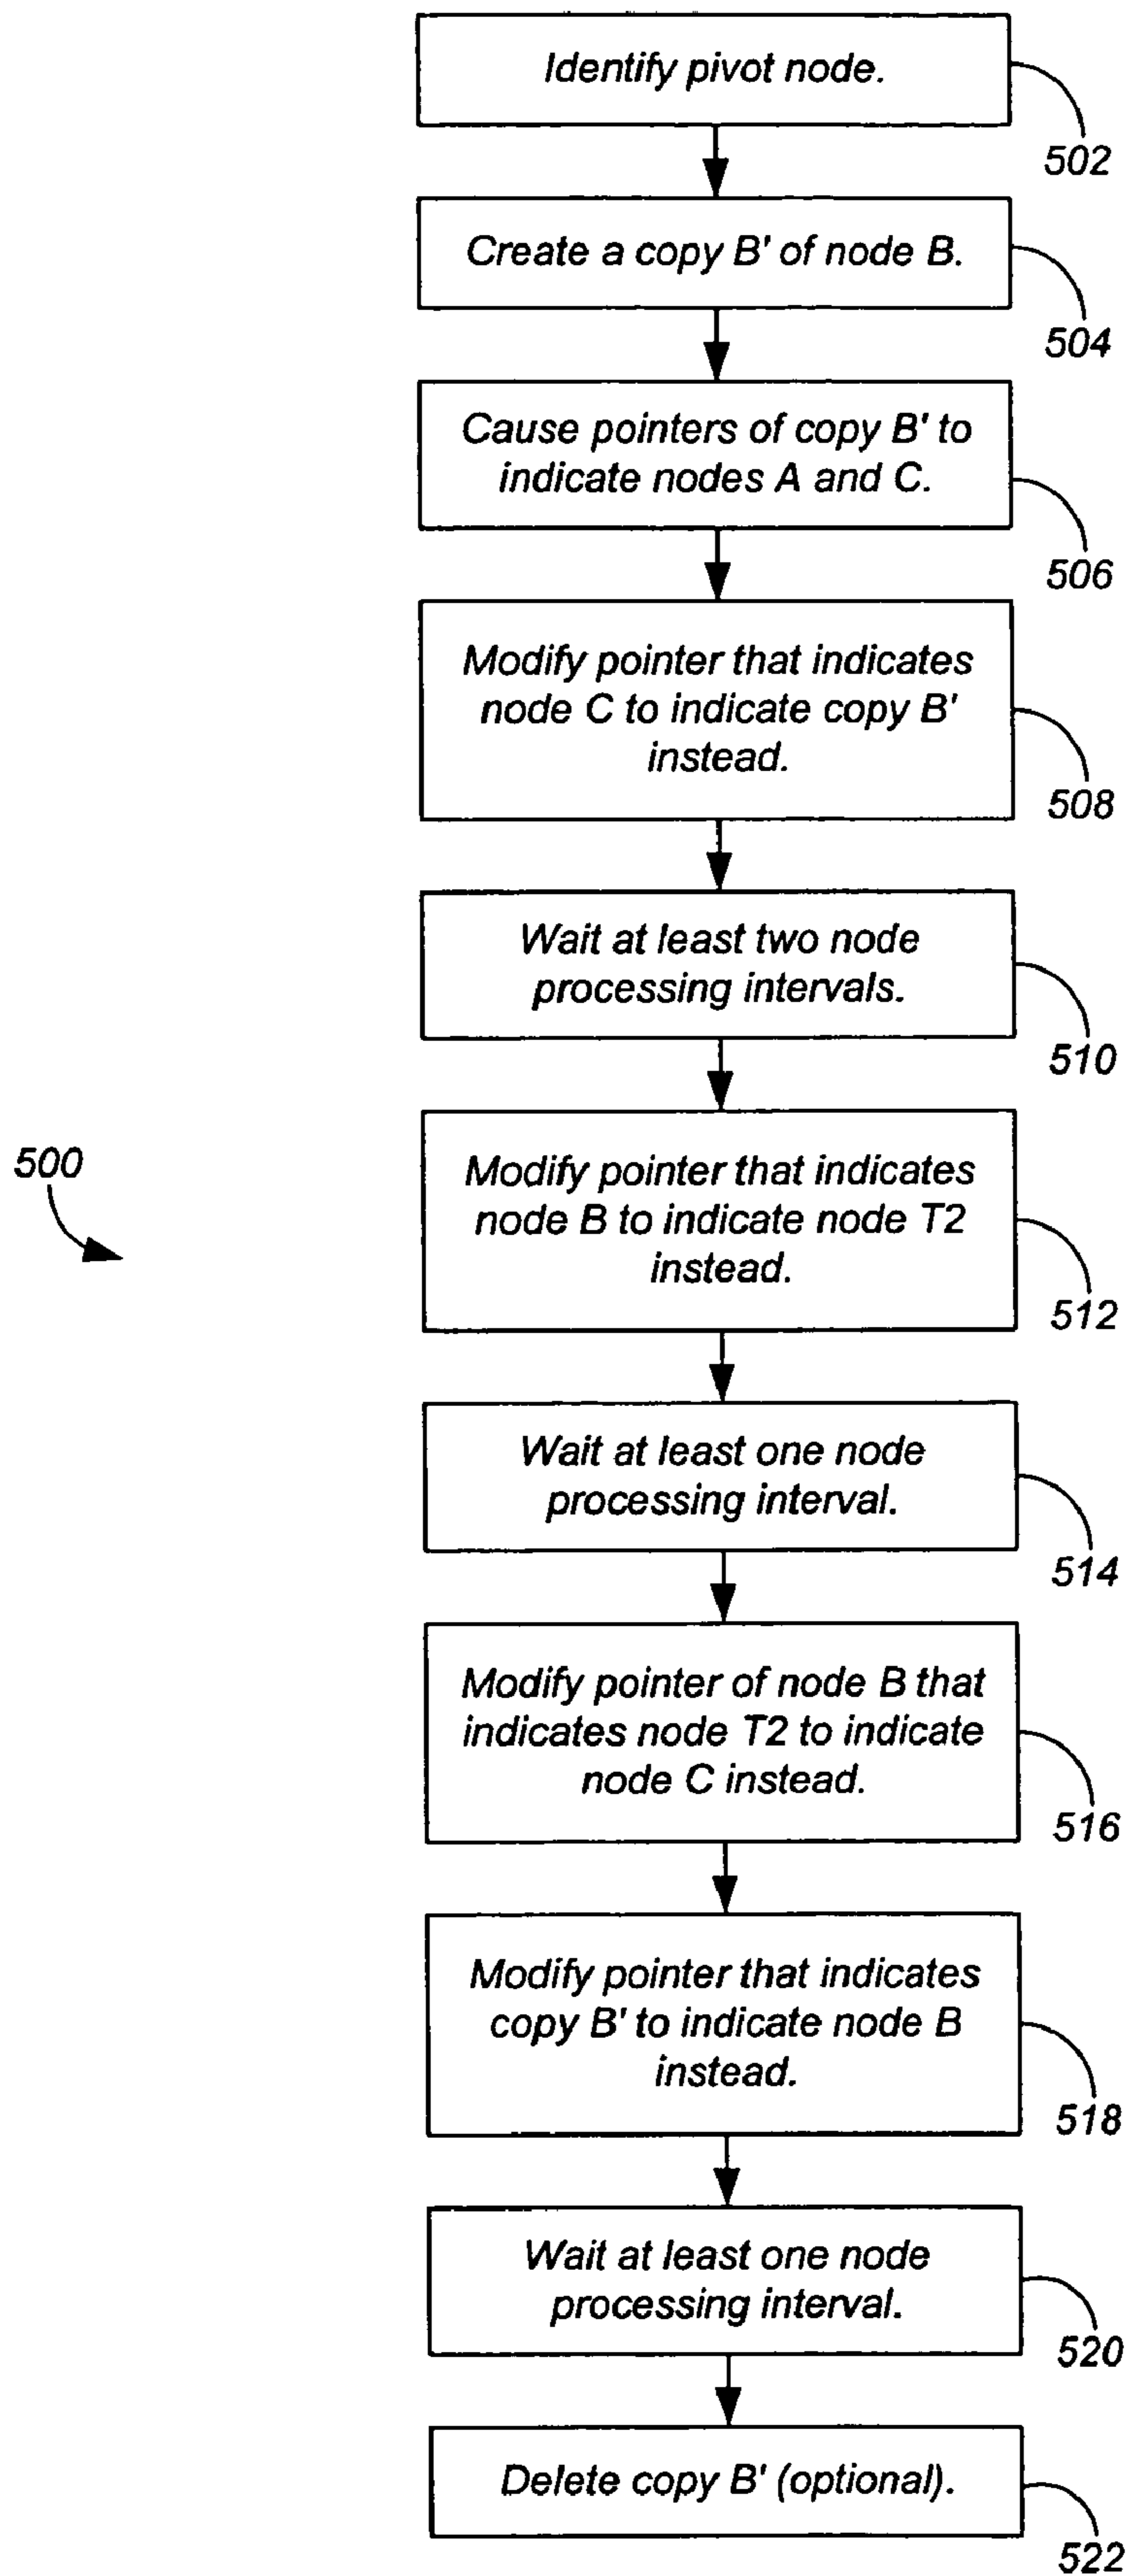 Identify pivot node.
502
Create a copy B' of node B.
504
Cause pointers of copy B' to
indicate nodes A and C.
506
Modify pointer that indicates
node C to indicate copy B'
instead.
508
Wait at least two node
processing intervals.
510
500
Modify pointer that indicates
node B to indicate node T2
instead.
512
Wait at least one node
processing interval.
514
Modify pointer of node B that
indicates node T2 to indicate
node C instead.
516
Modify pointer that indicates
copy B' to indicate node B
instead.
518
Wait at least one node
processing interval.
520
Delete copy B' (optional).
522